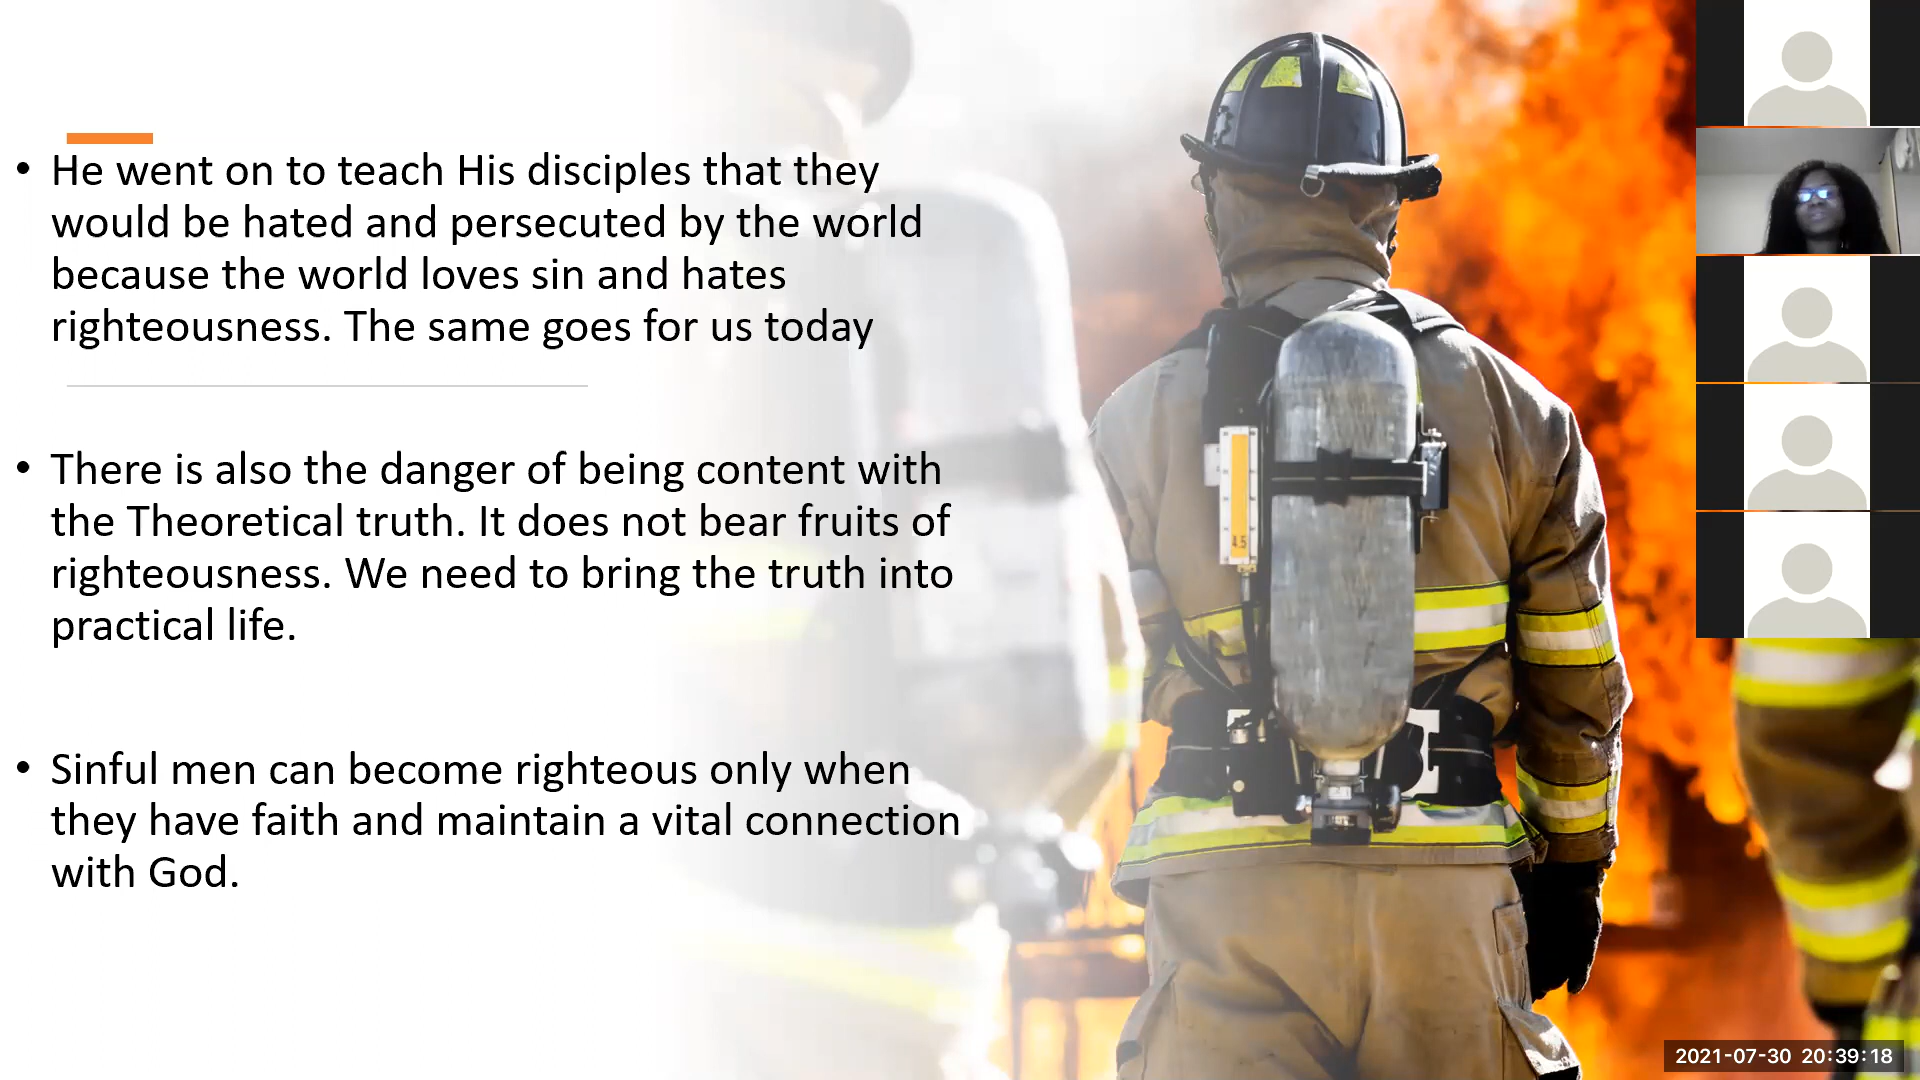 • He went on to teach His disciples that they
would be hated and persecuted by the world
because the world loves sin and hates
righteousness. The same goes for us today
• There is also the danger of being content with
the Theoretical truth. It does not bear fruits of
righteousness. We need to bring the truth into
practical life.
• Sinful men can become righteous only when
they have faith and maintain a vital connection
with God.
4.5
2021-07-30 20:39:18